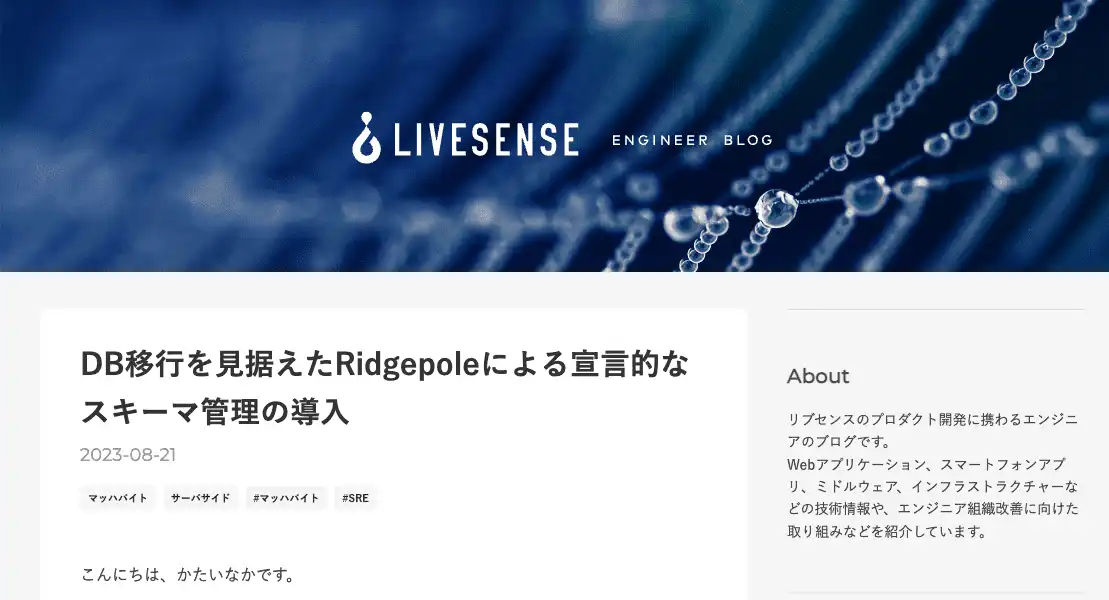 LIVESENSE ENGINEER BLOG
DB移行を見据えたRidgepoleによる宣言的な
スキーマ管理の導入
2023-08-21
マッハバイト サーバサイド #マッハバイト #SRE
こんにちは、かたいなかです。
About
リブセンスのプロダクト開発に携わるエンジニ
アのブログです。
Webアプリケーション、スマートフォンアプ
リ、ミドルウェア、インフラストラクチャーな
どの技術情報や、エンジニア組織改善に向けた
取り組みなどを紹介しています。